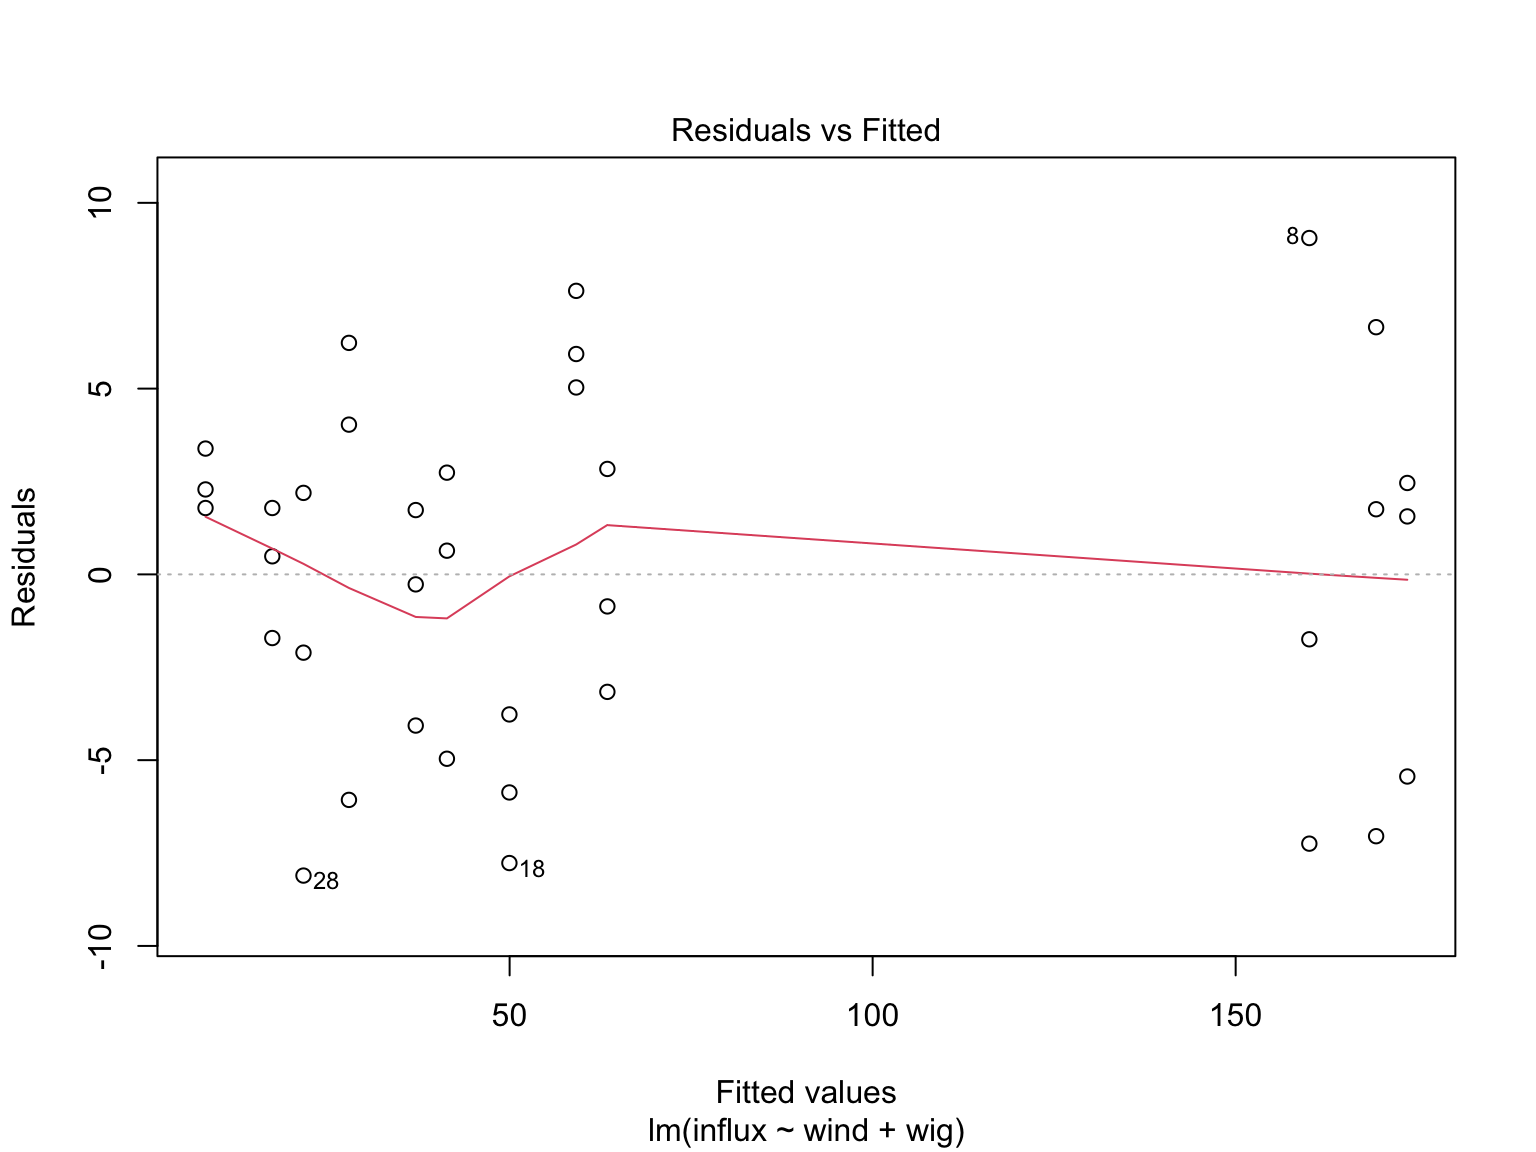 Residuals vs Fitted
10
5
0
-5
-10
Residuals
8
28
18
50
100
150
Fitted values
lm(influx ~ wind + wig)